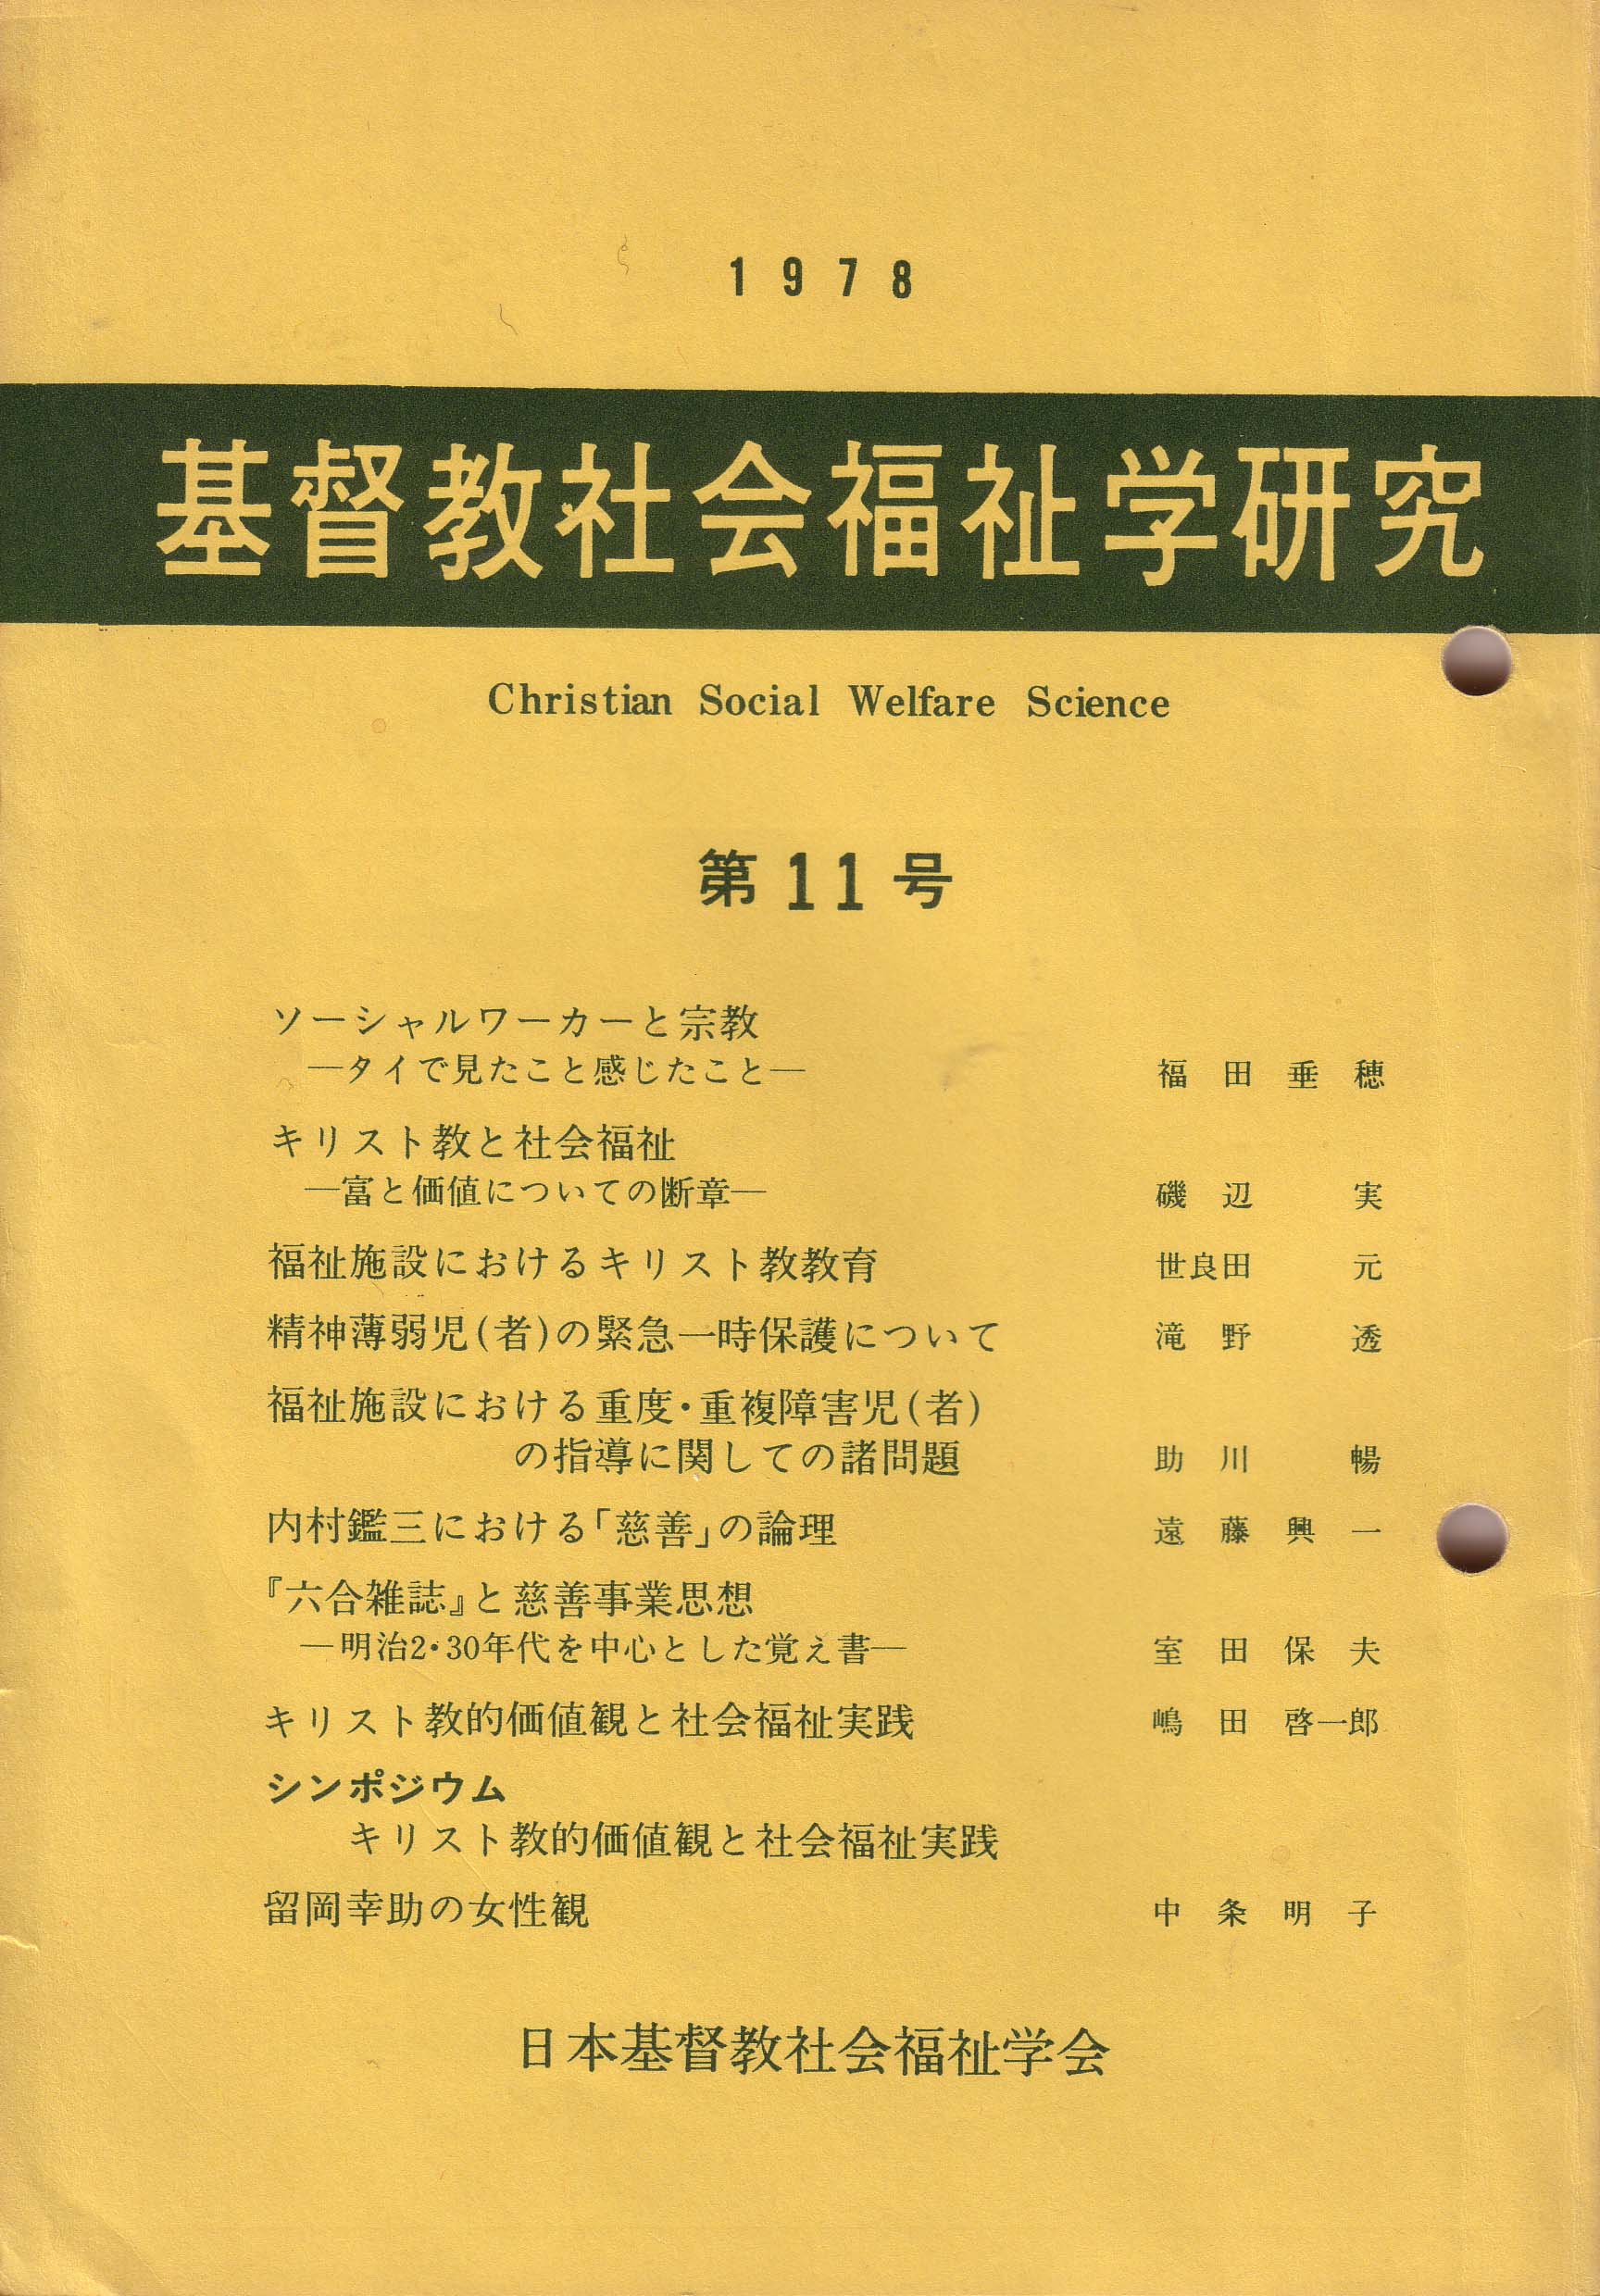 1978
基督教社会福祉学研究
Christian Social Welfare Science
第11号
ソーシャルワーカーと宗教
―タイで見たこと感じたこと― 福田垂穂
キリスト教と社会福祉
―富と価値についての断章― 磯辺 実
福祉施設におけるキリスト教教育 世良田 元
精神薄弱児(者)の緊急一時保護について 滝野 透
福祉施設における重度・重複障害児(者)
の指導に関しての諸問題 助川 暢
内村鑑三における「慈善」の論理 遠藤興一
『六合雑誌』と慈善事業思想
―明治2・30年代を中心とした覚え書― 室田保夫
キリスト教的価値観と社会福祉実践 嶋田啓一郎
シンポジウム
キリスト教的価値観と社会福祉実践
留岡幸助の女性観 中条明子
日本基督教社会福祉学会